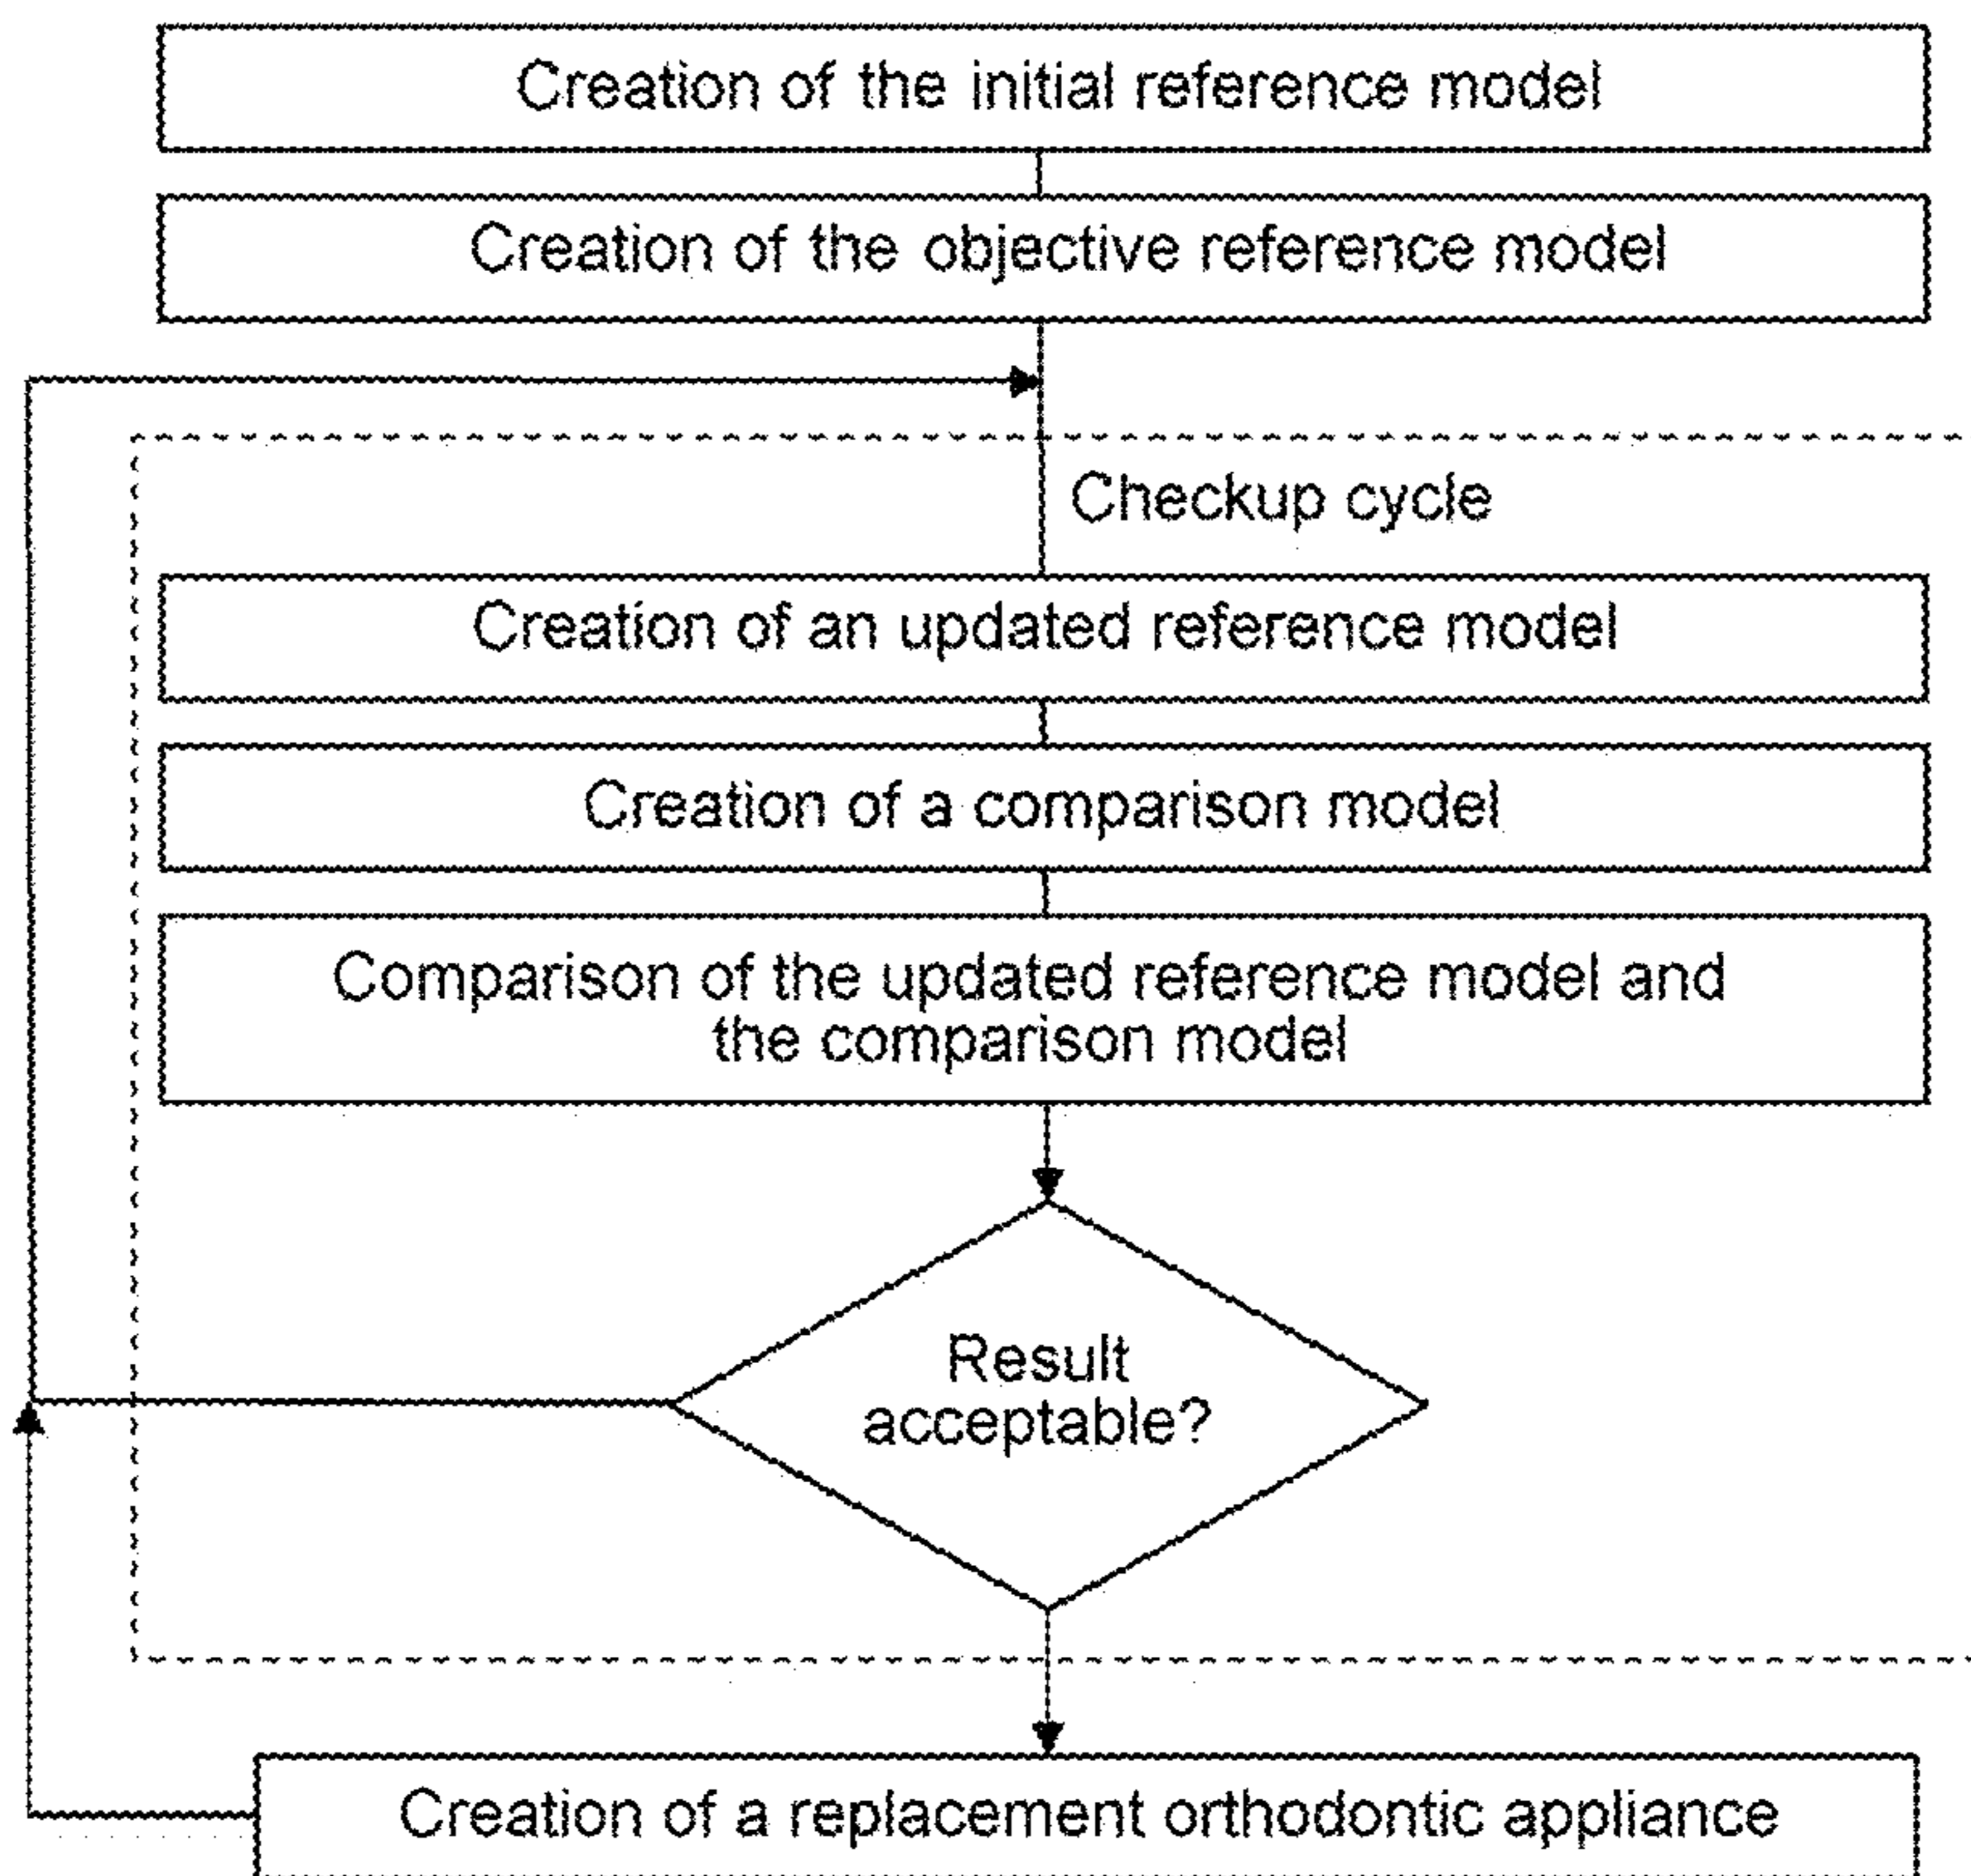 Creation of the initial reference model
Creation of the objective reference model
Checkup cycle
Creation of an updated reference model
Creation of a comparison model
Comparison of the updated reference model and
the comparison model
Result
acceptable?
Creation of a replacement orthodontic appliance